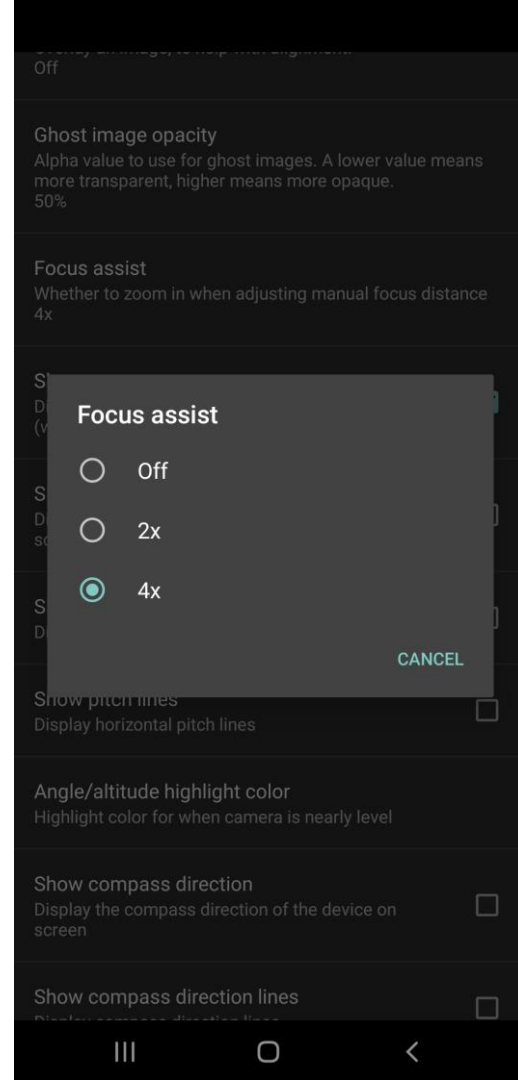 Off
Ghost image opacity
Alpha value to use for ghost images. A lower value means
more transparent, higher means more opaque.
50%
Focus assist
Whether to zoom in when adjusting manual focus distance
4x
Focus assist
Off
2x
4x
CANCEL
Show pitch lines
Display horizontal pitch lines
Angle/altitude highlight color
Highlight color for when camera is nearly level
Show compass direction
Display the compass direction of the device on
screen
Show compass direction lines